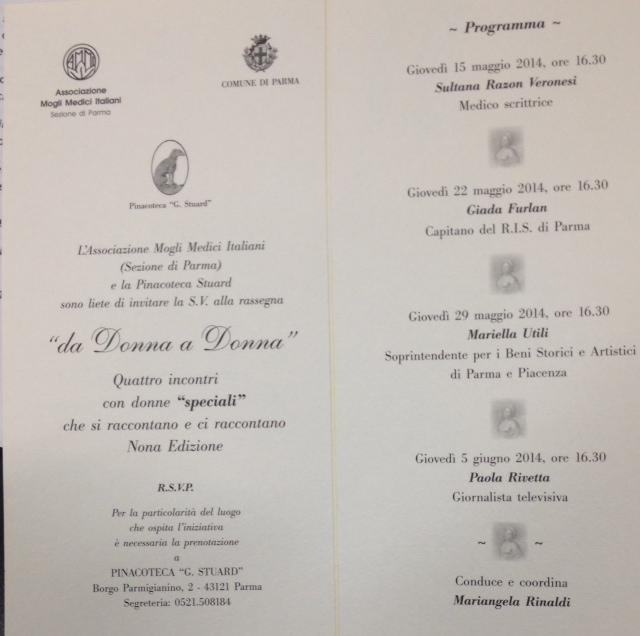 Associazione
Mogli Medici Italiani
Sezione di Parma
COMUNE DI PARMA
Pinacoteca "G. Stuard"
L'Associazione Mogli Medici Italiani
(Sezione di Parma)
e la Pinacoteca Stuard
sono liete di invitare la S.V. alla rassegna
"da Donna a Donna"
Quattro incontri
con donne "speciali"
che si raccontano e ci raccontano
Nona Edizione
R.S.V.P.
Per la particolarità del luogo
che ospita l'iniziativa
è necessaria la prenotazione
a
PINACOTECA "G. STUARD"
Borgo Parmigianino, 2 - 43121 Parma
Segreteria: 0521.508184
~ Programma ~
Giovedì 15 maggio 2014, ore 16.30
Sultana Razon Veronesi
Medico scrittrice
Giovedì 22 maggio 2014, ore 16.30
Giada Furlan
Capitano del R.I.S. di Parma
Giovedì 29 maggio 2014, ore 16.30
Mariella Utili
Soprintendente per i Beni Storici e Artistici
di Parma e Piacenza
Giovedì 5 giugno 2014, ore 16.30
Paola Rivetta
Giornalista televisiva
~ ~
Conduce e coordina
Mariangela Rinaldi